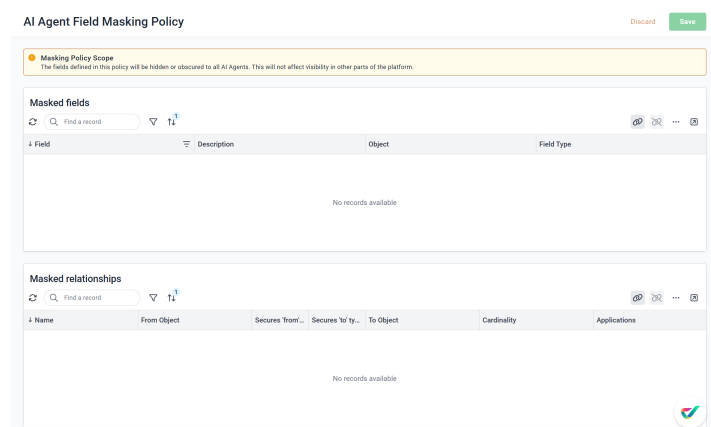 AI Agent Field Masking Policy
Discard
Save
Masking Policy Scope
The fields defined in this policy will be hidden or obscured to all AI Agents. This will not affect visibility in other parts of the platform.
Masked fields
Find a record
1
Field
Description
Object
Field Type
No records available
Masked relationships
Find a record
1
Name
From Object
Secures 'from'...
Secures 'to' ty...
To Object
Cardinality
Applications
No records available